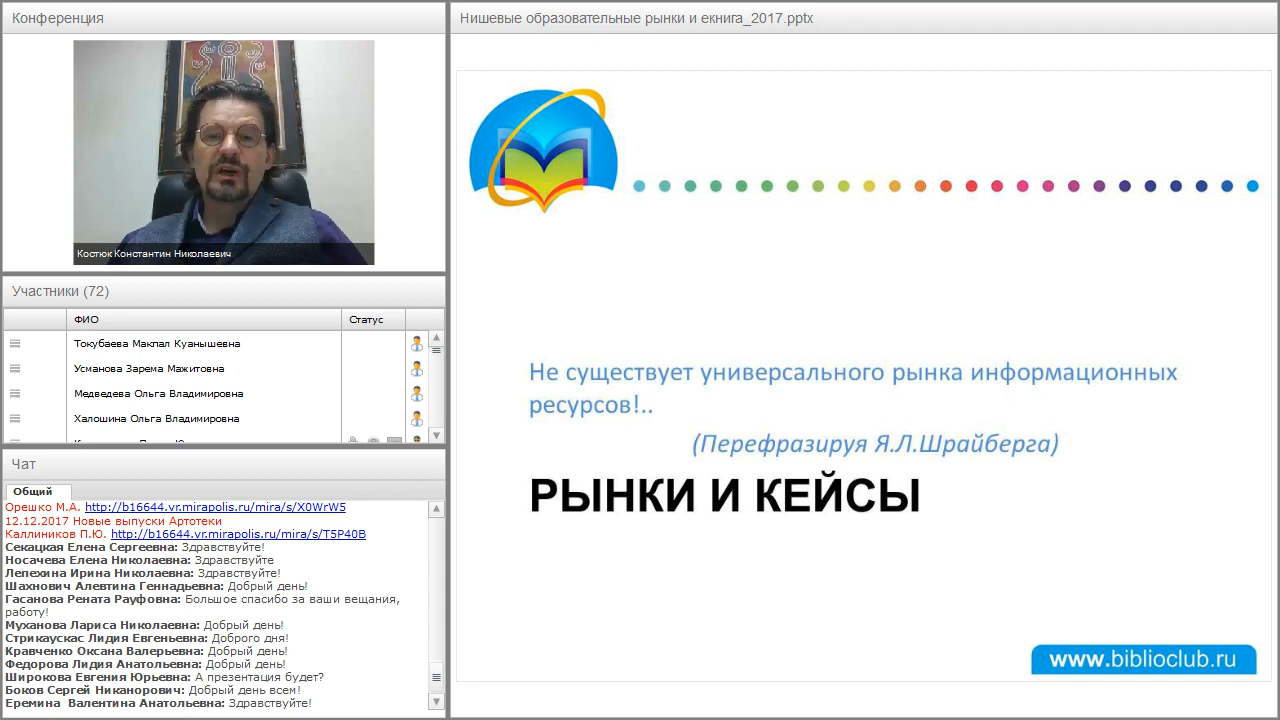 Конференция
Костюк Константин Николаевич
Участники (72)
ФИО Статус
Токубаева Макпал Куанышевна
Усманова Зарема Мажитовна
Медведева Ольга Владимировна
Халошина Ольга Владимировна
Чат
Общий
Орешко М.А. http://b16644.vr.mirapolis.ru/mira/s/X0WrW5
12.12.2017 Новые выпуски Артотеки
Каллиников П.Ю. http://b16644.vr.mirapolis.ru/mira/s/T5P40B
Секацкая Елена Сергеевна: Здравствуйте!
Носачева Елена Николаевна: Здравствуйте
Лепехина Ирина Николаевна: Здравствуйте!
Шахнович Алевтина Геннадьевна: Добрый день!
Гасанова Рената Рауфовна: Большое спасибо за ваши вещания,
работу!
Муханова Лариса Николаевна: Добрый день!
Стрикаускас Лидия Евгеньевна: Доброго дня!
Кравченко Оксана Валерьевна: Добрый день!
Федорова Лидия Анатольевна: Добрый день!
Широкова Евгения Юрьевна: А презентация будет?
Боков Сергей Никанорович: Добрый день всем!
Еремина Валентина Анатольевна: Здравствуйте!
Нишевые образовательные рынки и екнига_2017.pptx
Не существует универсального рынка информационных
ресурсов!..
(Перефразируя Я.Л.Шрайберга)
РЫНКИ И КЕЙСЫ
www.biblioclub.ru